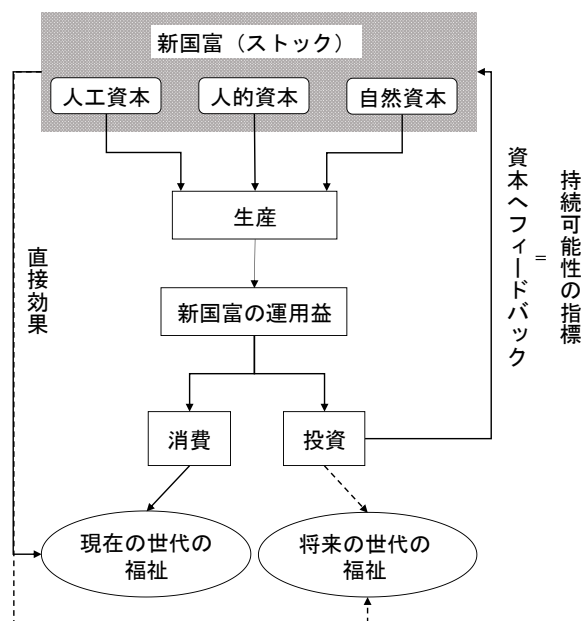 新国富（ストック）
人工資本
人的資本
自然資本
生産
新国富の運用益
消費
投資
現在の世代の
福祉
将来の世代の
福祉
直接効果
資本へフィードバック
＝
持続可能性の指標